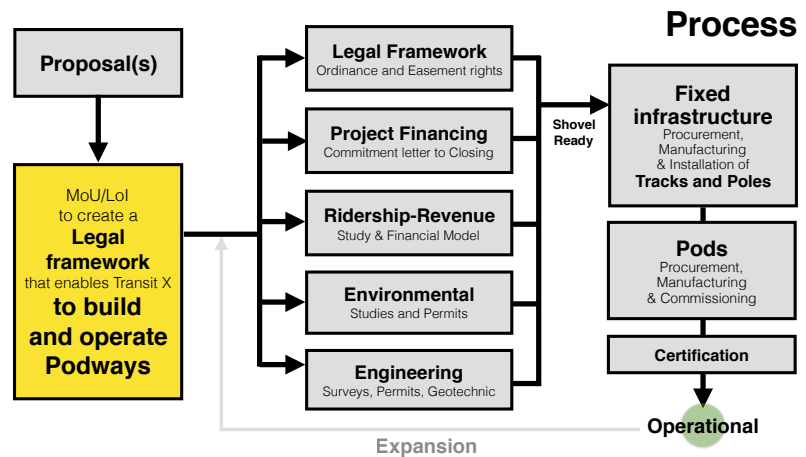 Process
Proposal(s)
MoU/LoI
to create a
Legal
framework
that enables Transit X
to build
and operate
Podways
Legal Framework
Ordinance and Easement rights
Project Financing
Commitment letter to Closing
Ridership-Revenue
Study & Financial Model
Environmental
Studies and Permits
Engineering
Surveys, Permits, Geotechnic
Shovel
Ready
Fixed
infrastructure
Procurement,
Manufacturing
& Installation of
Tracks and Poles
Pods
Procurement,
Manufacturing
& Commissioning
Certification
Operational
Expansion